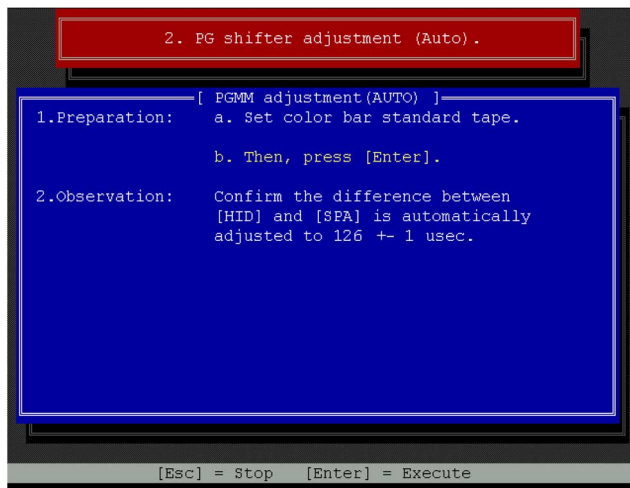 2. PG shifter adjustment (Auto).
[ PGMM adjustment(AUTO) ]
1.Preparation: a. Set color bar standard tape.
b. Then, press [Enter].
2.Observation: Confirm the difference between
[HID] and [SPA] is automatically
adjusted to 126 +- 1 usec.
[Esc] = Stop [Enter] = Execute